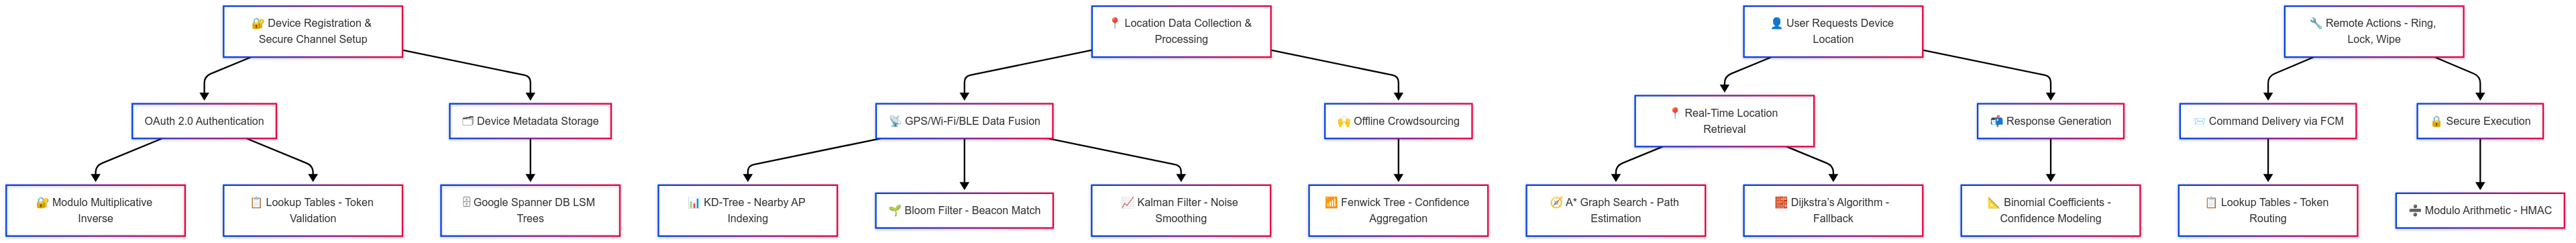 🔐 Device Registration &
Secure Channel Setup
📍 Location Data Collection &
Processing
👤 User Requests Device
Location
🔧 Remote Actions - Ring,
Lock, Wipe
OAuth 2.0 Authentication
🗂️ Device Metadata Storage
📡 GPS/Wi-Fi/BLE Data Fusion
🙌 Offline Crowdsourcing
📍 Real-Time Location
Retrieval
📬 Response Generation
📨 Command Delivery via FCM
🔒 Secure Execution
🔐 Modulo Multiplicative
Inverse
📋 Lookup Tables - Token
Validation
🗄️ Google Spanner DB LSM
Trees
📊 KD-Tree - Nearby AP
Indexing
🌱 Bloom Filter - Beacon Match
📈 Kalman Filter - Noise
Smoothing
📶 Fenwick Tree - Confidence
Aggregation
🧭 A* Graph Search - Path
Estimation
🧱 Dijkstra’s Algorithm -
Fallback
📐 Binomial Coefficients -
Confidence Modeling
📋 Lookup Tables - Token
Routing
➗ Modulo Arithmetic - HMAC